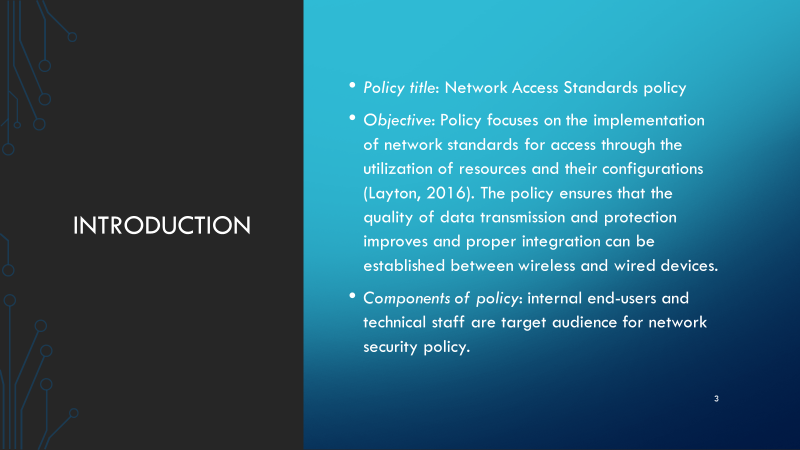 INTRODUCTION
• Policy title: Network Access Standards policy
• Objective: Policy focuses on the implementation
of network standards for access through the
utilization of resources and their configurations
(Layton, 2016). The policy ensures that the
quality of data transmission and protection
improves and proper integration can be
established between wireless and wired devices.
• Components of policy: internal end-users and
technical staff are target audience for network
security policy.
3